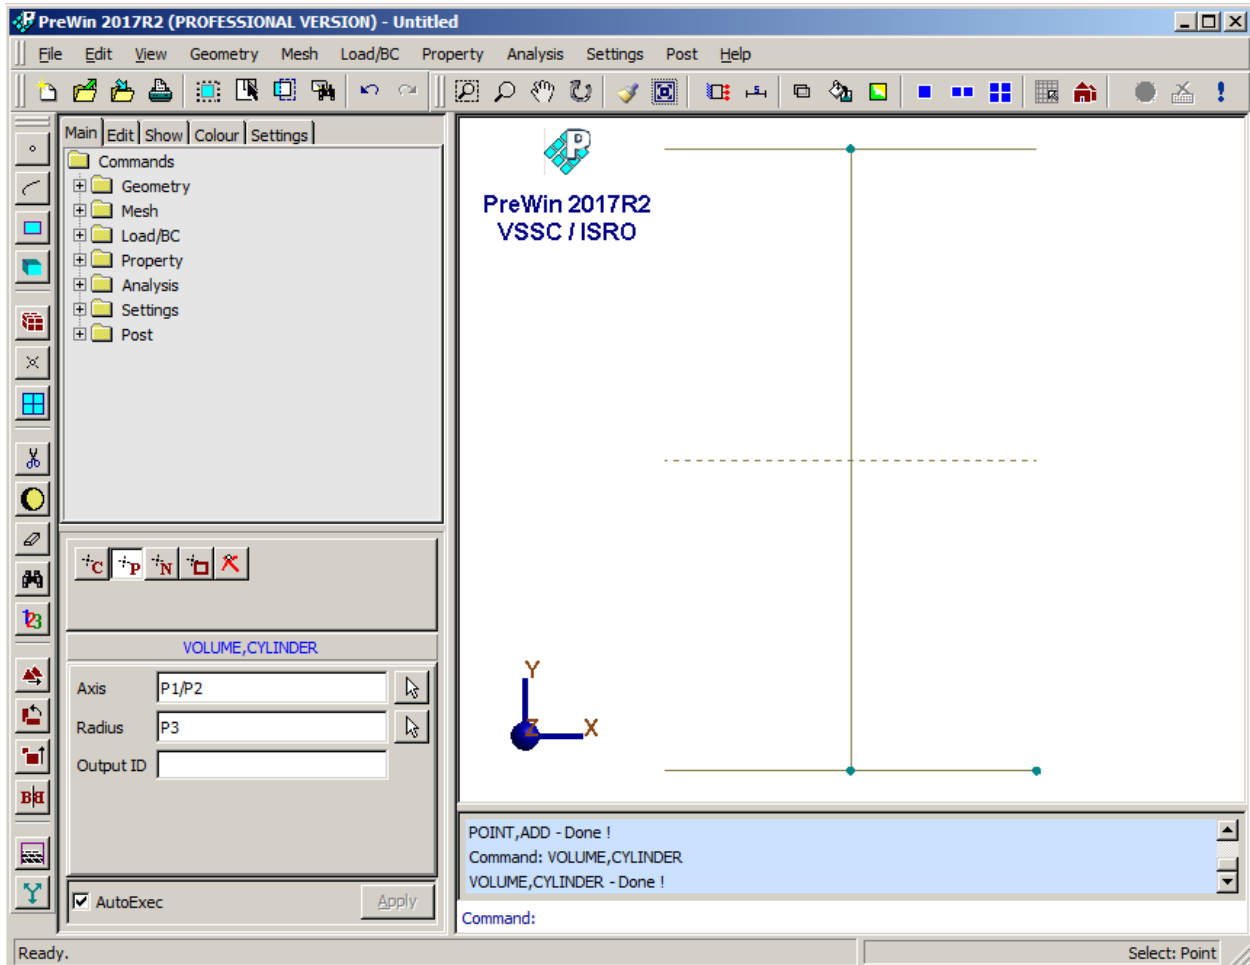 PreWin 2017R2 (PROFESSIONAL VERSION) - Untitled
File Edit View Geometry Mesh Load/BC Property Analysis Settings Post Help
Main Edit Show Colour Settings
Commands
Geometry
Mesh
Load/BC
Property
Analysis
Settings
Post
C P N
VOLUME,CYLINDER
Axis P1/P2
Radius P3
Output ID
AutoExec Apply
123
P
PreWin 2017R2
VSSC / ISRO
Y
Z X
POINT,ADD - Done !
Command: VOLUME,CYLINDER
VOLUME,CYLINDER - Done !
Command:
Ready. Select: Point